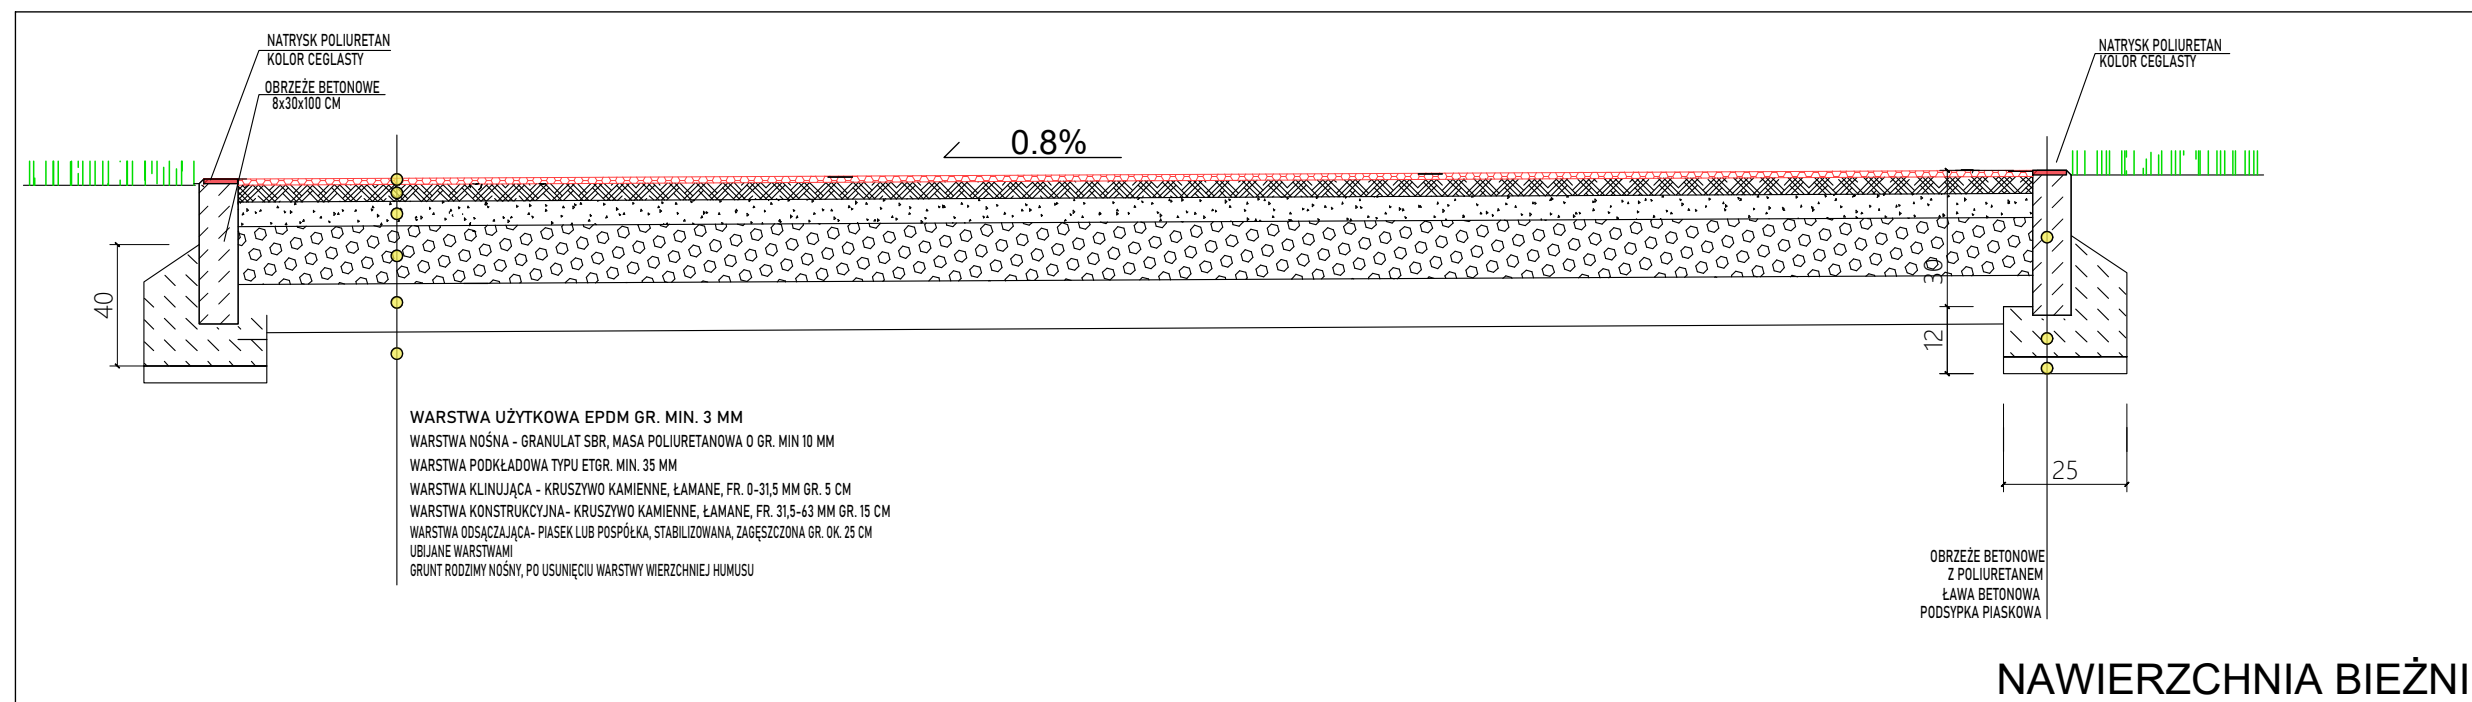 NATRYSK POLIURETAN
KOLOR CEGLASTY
OBRZEŻE BETONOWE
8x30x100 CM
0.8%
NATRYSK POLIURETAN
KOLOR CEGLASTY
40
30
12
25
WARSTWA UŻYTKOWA EPDM GR. MIN. 3 MM
WARSTWA NOŚNA - GRANULAT SBR, MASA POLIURETANOWA O GR. MIN 10 MM
WARSTWA PODKŁADOWA TYPU ETGR. MIN. 35 MM
WARSTWA KLINUJĄCA - KRUSZYWO KAMIENNE, ŁAMANE, FR. 0-31,5 MM GR. 5 CM
WARSTWA KONSTRUKCYJNA- KRUSZYWO KAMIENNE, ŁAMANE, FR. 31,5-63 MM GR. 15 CM
WARSTWA ODSĄCZAJĄCA- PIASEK LUB POSPÓŁKA, STABILIZOWANA, ZAGĘSZCZONA GR. OK. 25 CM
UBIJANE WARSTWAMI
GRUNT RODZIMY NOŚNY, PO USUNIĘCIU WARSTWY WIERZCHNIEJ HUMUSU
OBRZEŻE BETONOWE
Z POLIURETANEM
ŁAWA BETONOWA
PODSYPKA PIASKOWA
NAWIERZCHNIA BIEŻNI